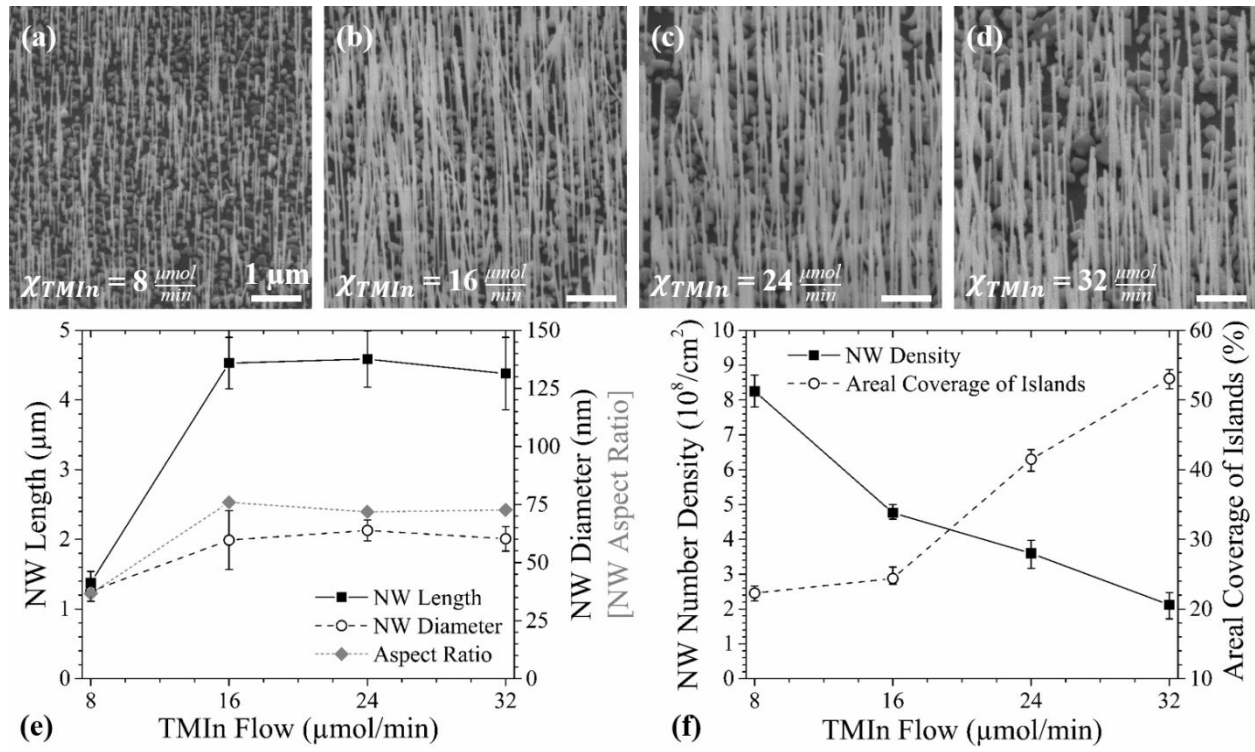 (a)
(b)
(c)
(d)
χTMIn = 8 μmol/min
1 μm
χTMIn = 16 μmol/min
χTMIn = 24 μmol/min
χTMIn = 32 μmol/min
5
4
3
2
1
0
NW Length (μm)
150
125
100
75
50
25
0
NW Diameter (nm)
[NW Aspect Ratio]
NW Length
NW Diameter
Aspect Ratio
8
16
24
32
TMIn Flow (μmol/min)
(e)
10
9
8
7
6
5
4
3
2
1
0
NW Number Density (10⁸/cm²)
NW Density
Areal Coverage of Islands
60
50
40
30
20
10
Areal Coverage of Islands (%)
8
16
24
32
TMIn Flow (μmol/min)
(f)